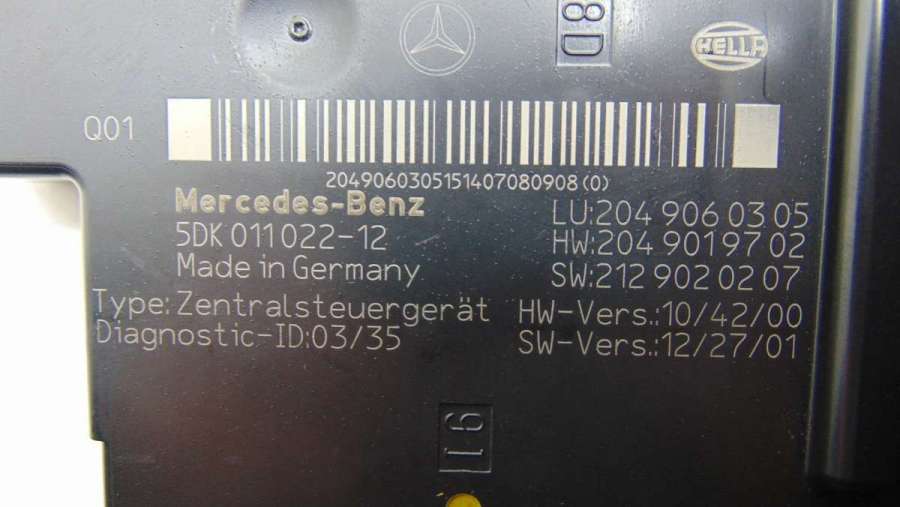 8D
HELLA
Q01
2049060305151407080908(0)
Mercedes-Benz
5DK 011 022-12
Made in Germany
LU:204 906 03 05
HW:204 901 97 02
SW:212 902 02 07
Type: Zentralsteuergerät
Diagnostic-ID:03/35
HW-Vers.:10/42/00
SW-Vers.:12/27/01
I6